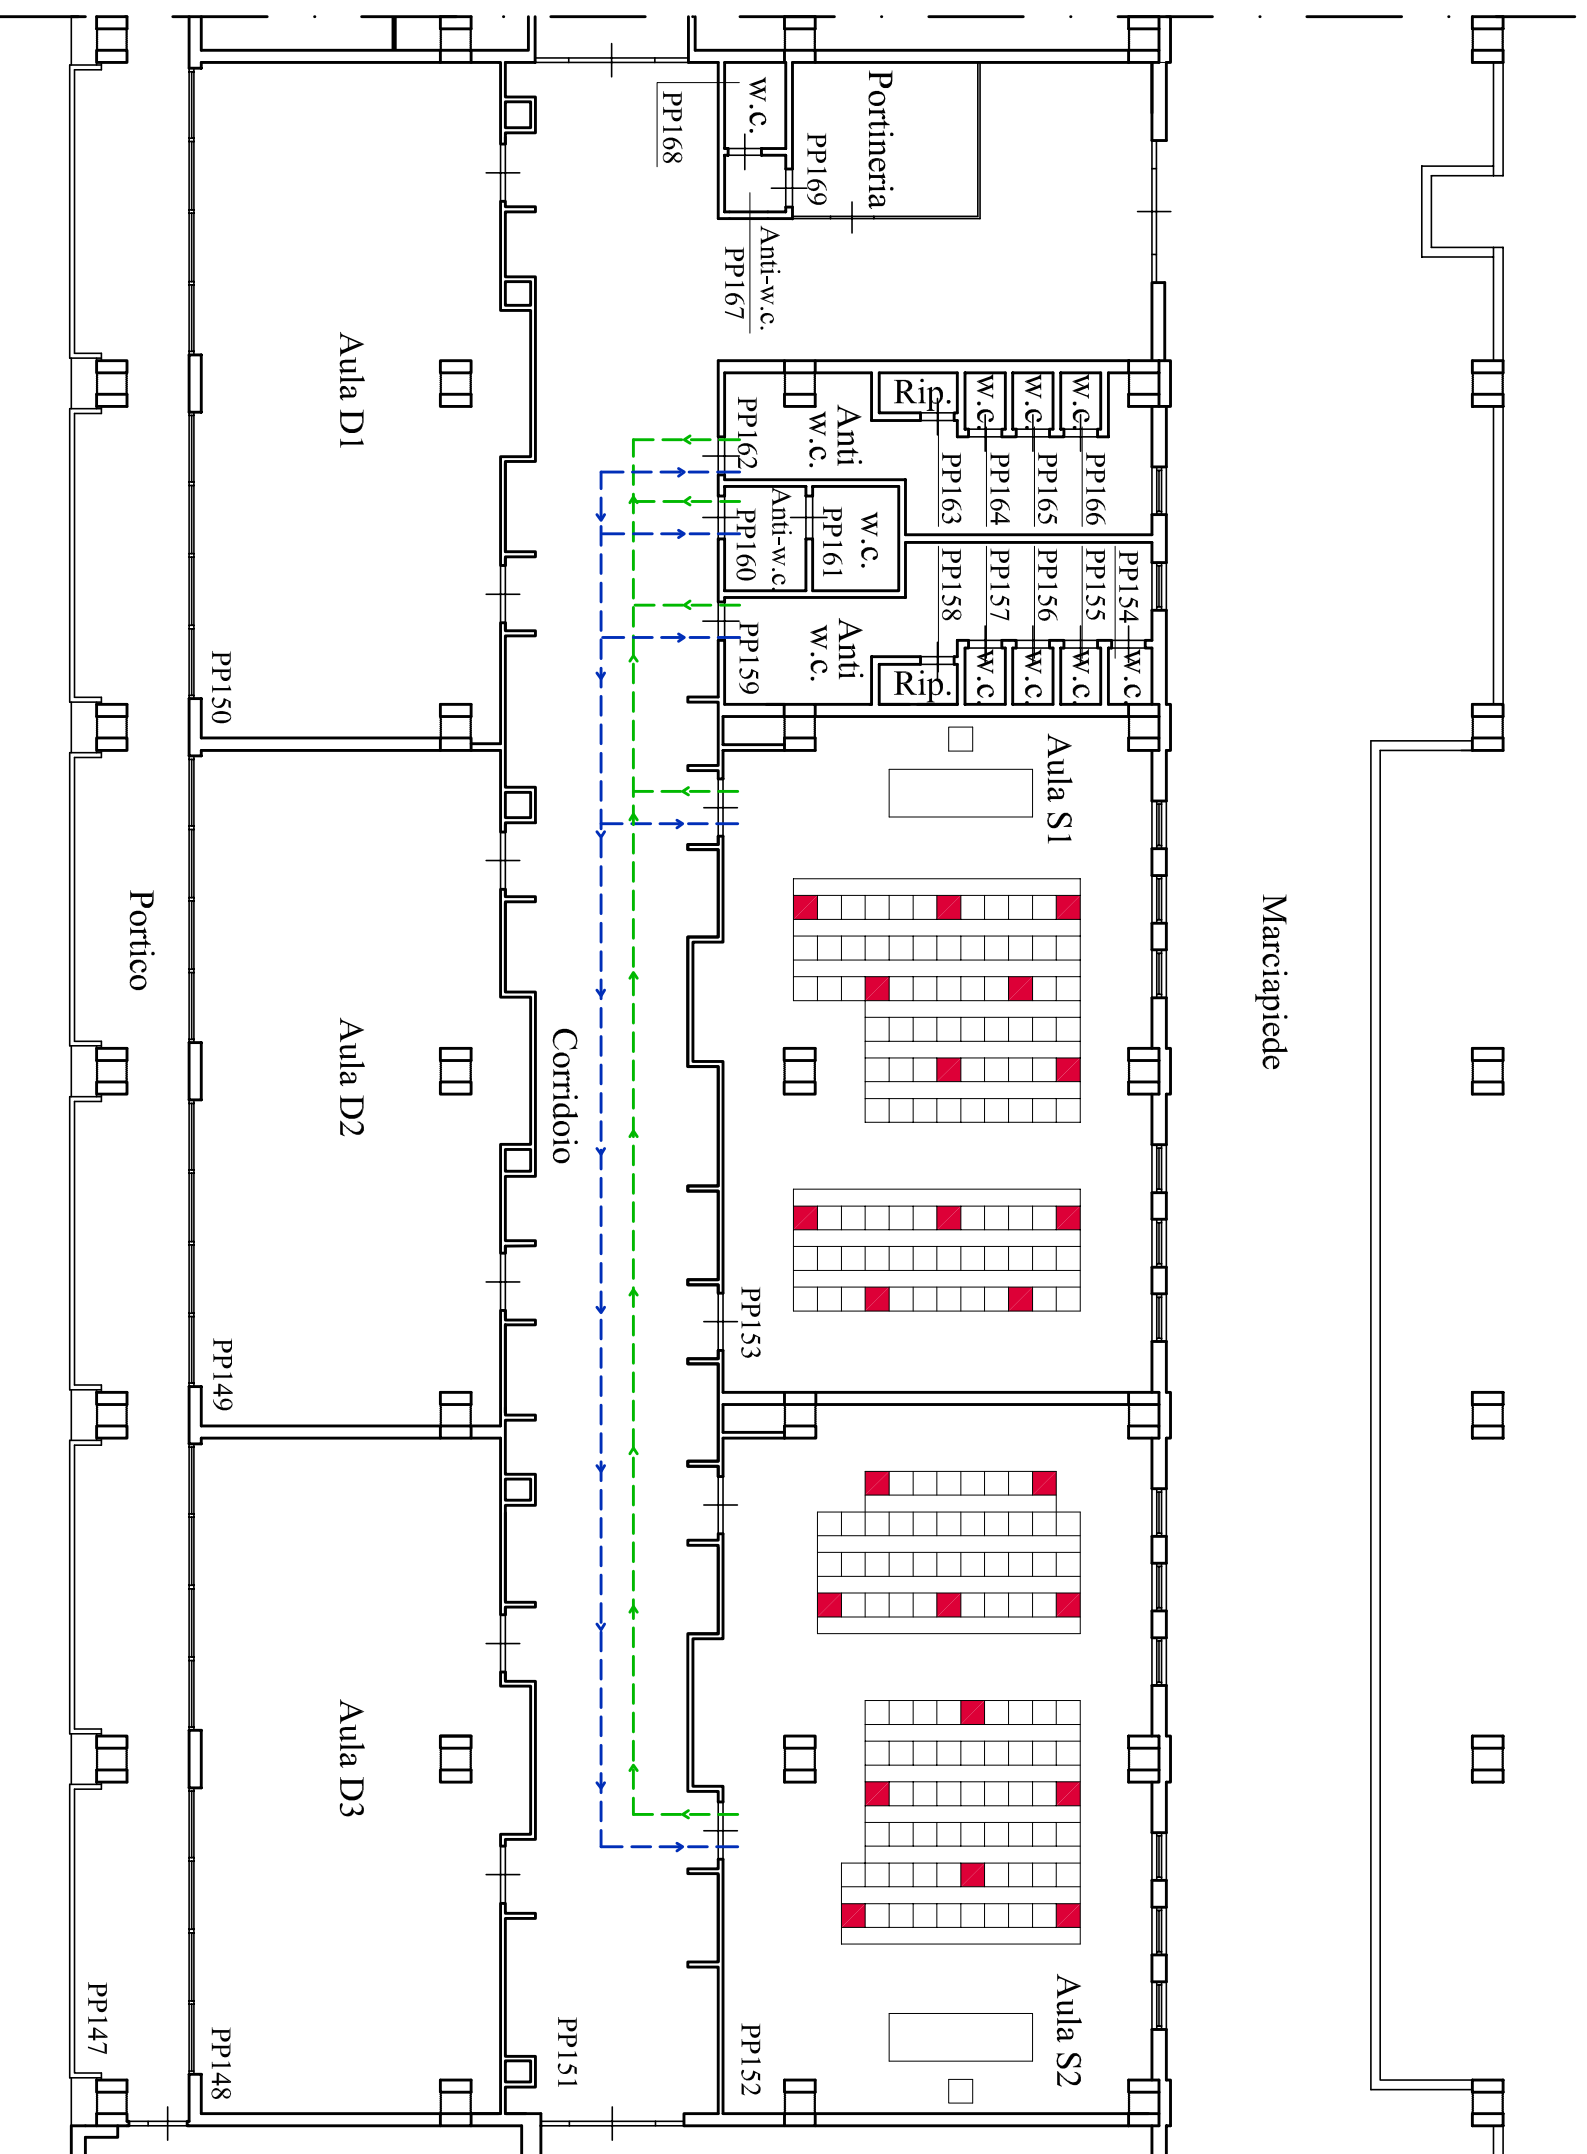 Portineria
w.c.
PP168
PP169
Anti-w.c.
PP167
Aula D1
PP150
PP162
Anti
w.c.
Rip.
w.c.
w.c.
w.c.
PP163
PP164
PP165
PP166
Anti-w.c.
PP160
w.c.
PP161
PP158
PP157
PP156
PP155
PP154
PP159
Anti
w.c.
Rip.
w.c.
w.c.
w.c.
w.c.
Aula S1
Marciapiede
Portico
Aula D2
Corridoio
PP149
PP153
Aula D3
Aula S2
PP147
PP148
PP151
PP152